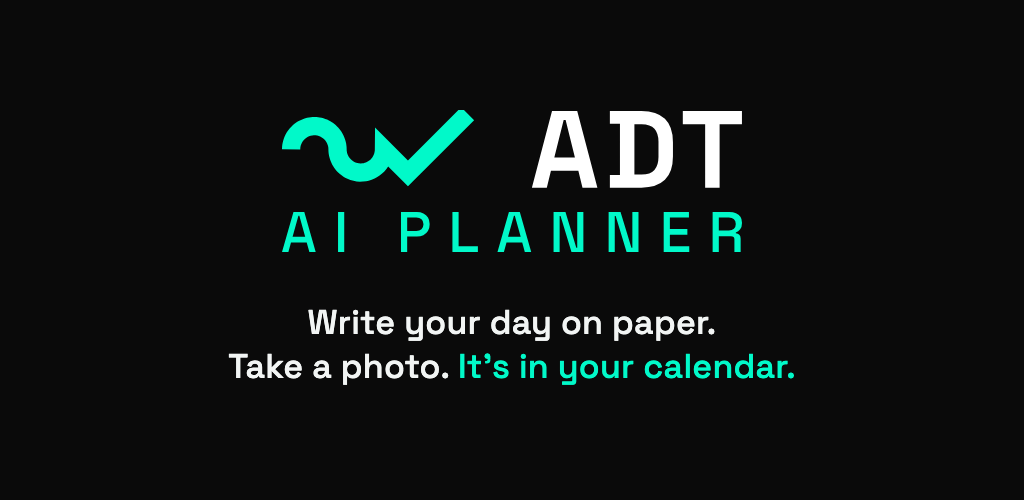 ADT
AI PLANNER
Write your day on paper.
Take a photo. It’s in your calendar.